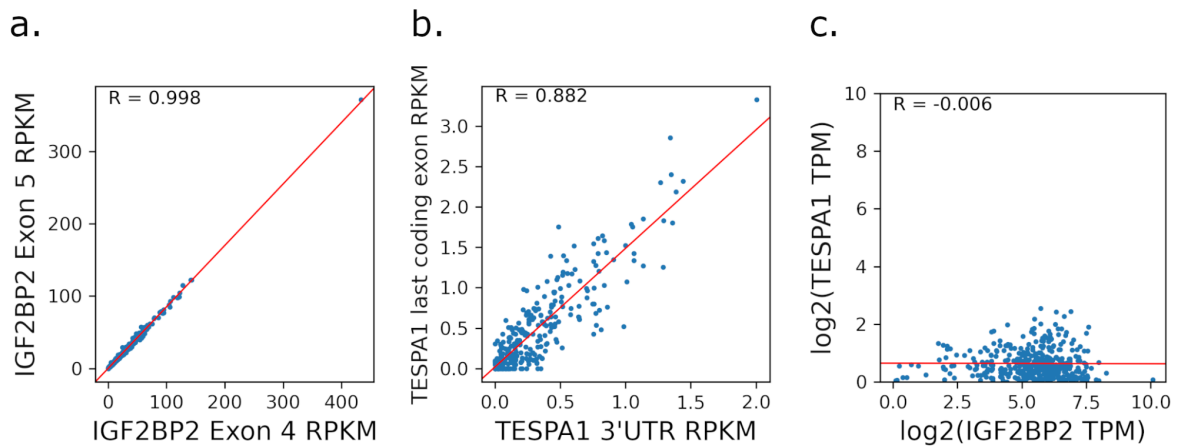 a.
R = 0.998
IGF2BP2 Exon 5 RPKM
300
200
100
0
0 100 200 300 400
IGF2BP2 Exon 4 RPKM
b.
R = 0.882
TESPA1 last coding exon RPKM
3.0
2.5
2.0
1.5
1.0
0.5
0.0
0.0 0.5 1.0 1.5 2.0
TESPA1 3'UTR RPKM
c.
R = -0.006
log2(TESPA1 TPM)
10
8
6
4
2
0
0.0 2.5 5.0 7.5 10.0
log2(IGF2BP2 TPM)